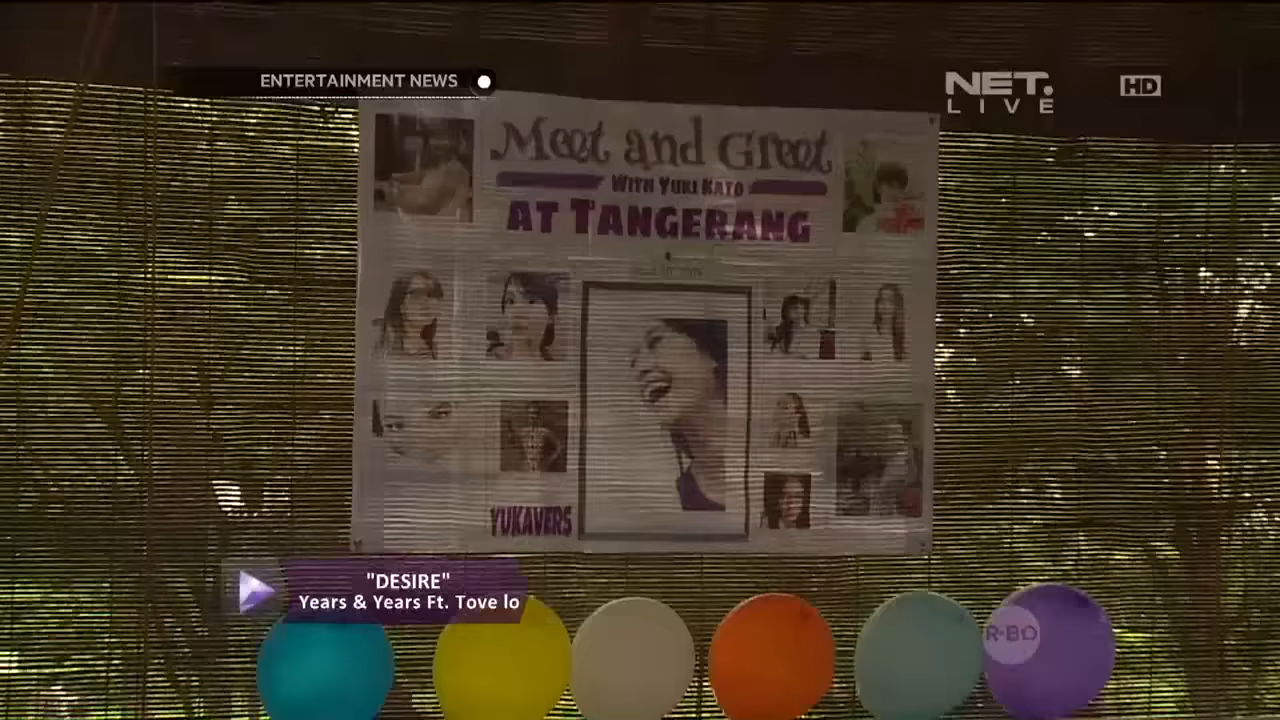 ENTERTAINMENT NEWS
NET.
LIVE
HD
Meet and Greet
WITH YUKI KATO
AT TANGERANG
YUKAVERS
"DESIRE"
Years & Years Ft. Tove lo
R-BO